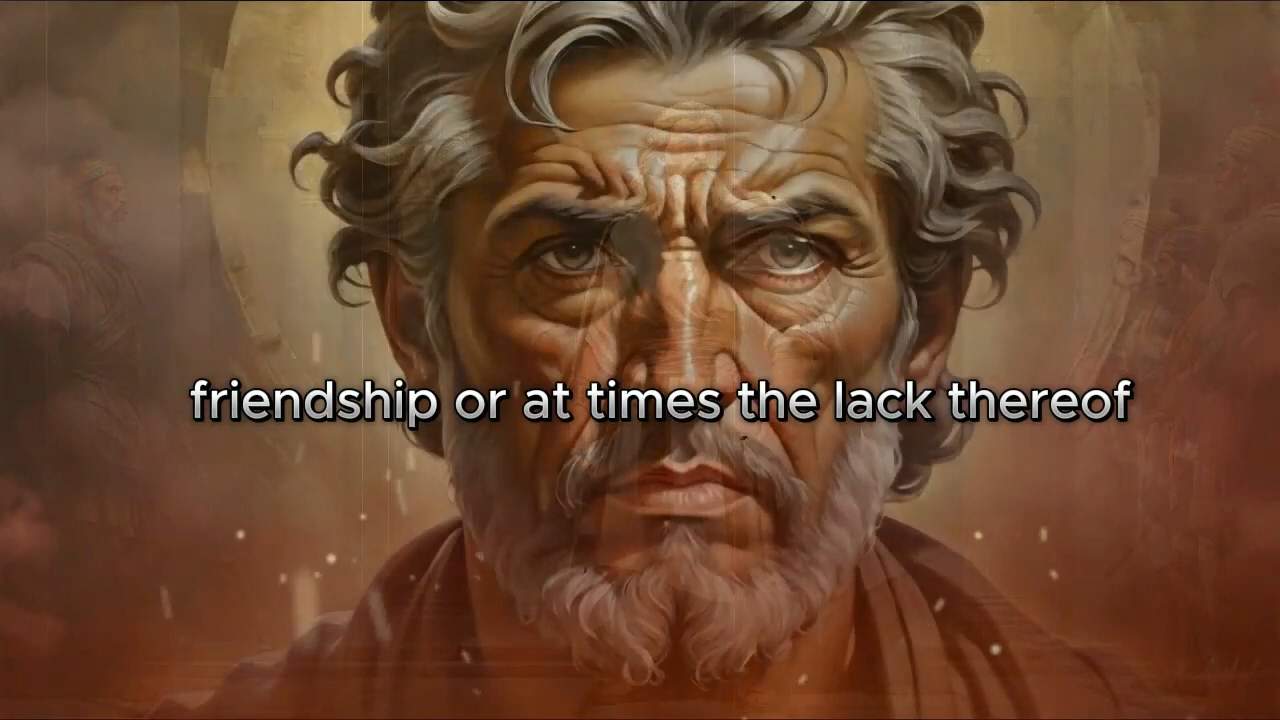 friendship or at times the lack thereof